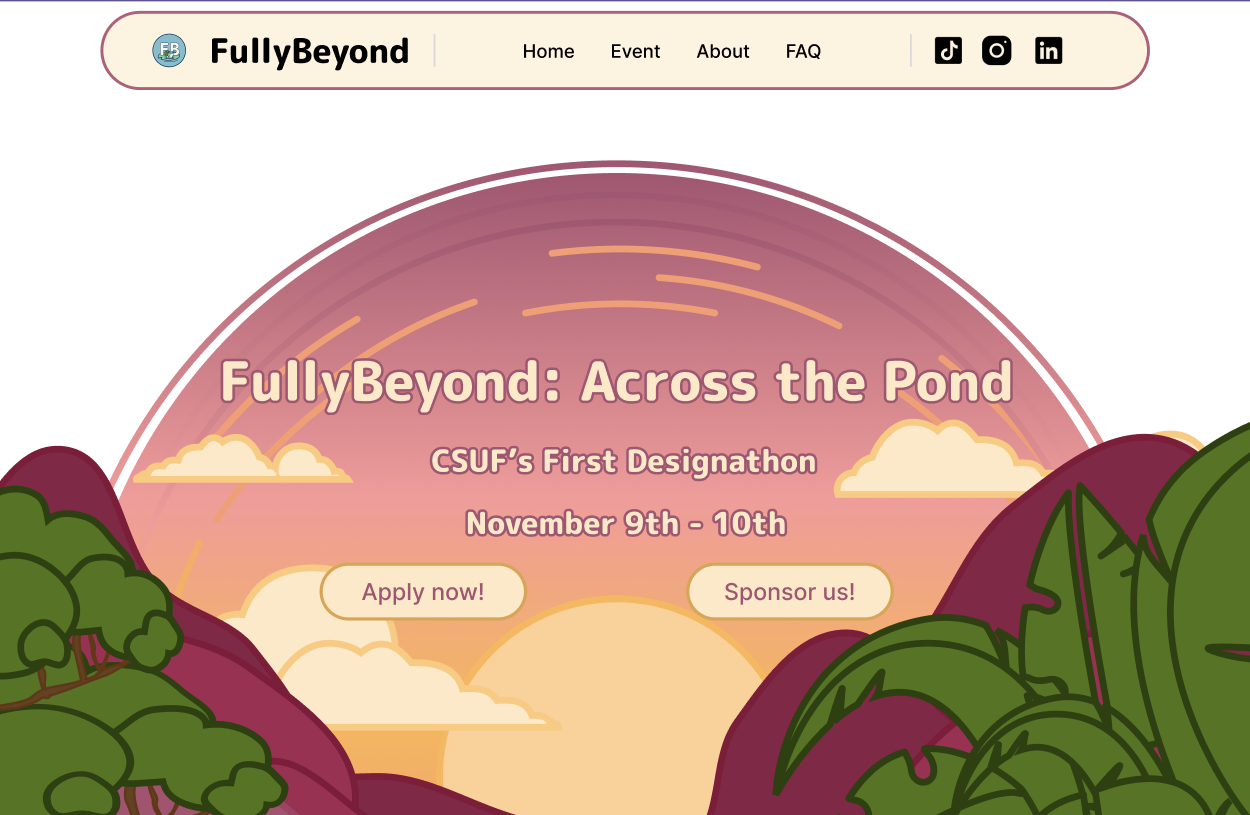 FB
FullyBeyond
Home
Event
About
FAQ
FullyBeyond: Across the Pond
CSUF’s First Designathon
November 9th - 10th
Apply now!
Sponsor us!